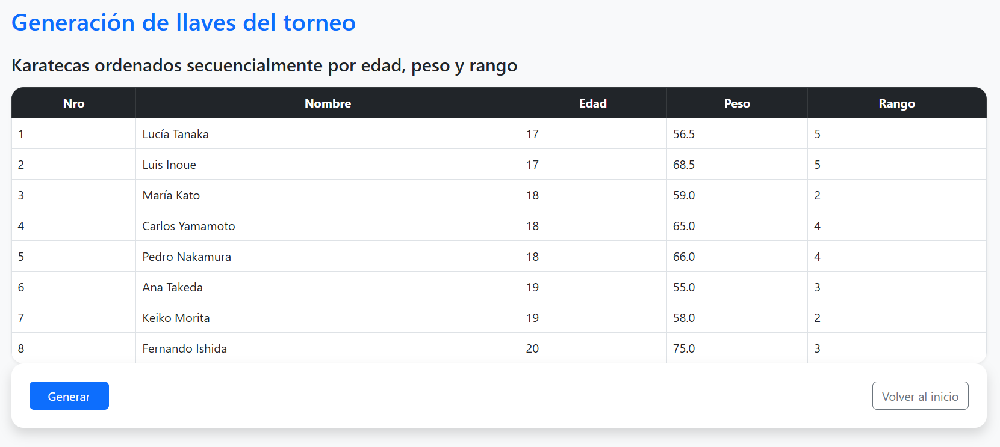 Generación de llaves del torneo
Karatecas ordenados secuencialmente por edad, peso y rango
Nro Nombre Edad Peso Rango
1 Lucía Tanaka 17 56.5 5
2 Luis Inoue 17 68.5 5
3 María Kato 18 59.0 2
4 Carlos Yamamoto 18 65.0 4
5 Pedro Nakamura 18 66.0 4
6 Ana Takeda 19 55.0 3
7 Keiko Morita 19 58.0 2
8 Fernando Ishida 20 75.0 3
Generar Volver al inicio